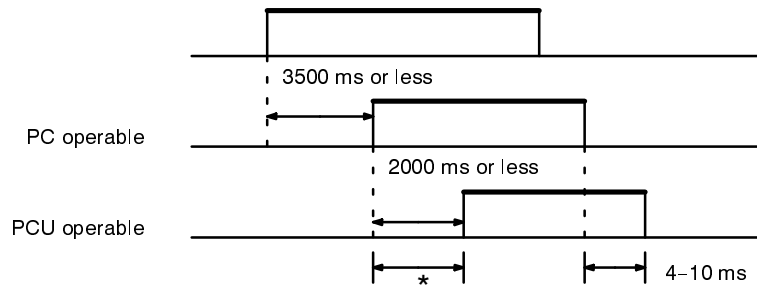 3500 ms or less
PC operable
2000 ms or less
PCU operable
4–10 ms
*